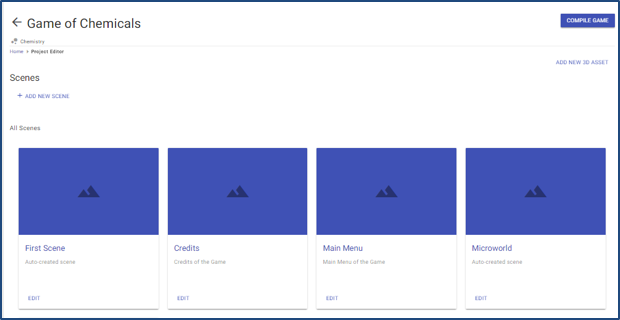 Game of Chemicals
COMPILE GAME
Chemistry
Home > Project Editor
ADD NEW 3D ASSET
Scenes
+ ADD NEW SCENE
All Scenes
First Scene
Auto-created scene
EDIT
Credits
Credits of the Game
EDIT
Main Menu
Main Menu of the Game
EDIT
Microworld
Auto-created scene
EDIT